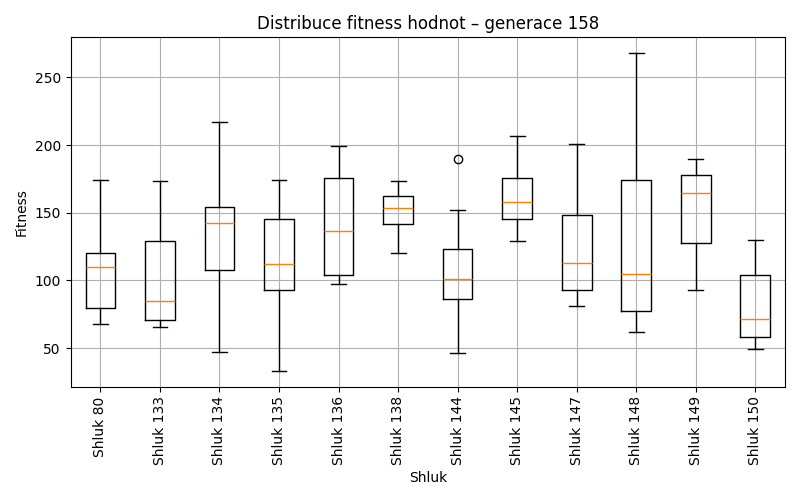 Distribuce fitness hodnot – generace 158
Fitness
250
200
150
100
50
Shluk 80
Shluk 133
Shluk 134
Shluk 135
Shluk 136
Shluk 138
Shluk 144
Shluk 145
Shluk 147
Shluk 148
Shluk 149
Shluk 150
Shluk